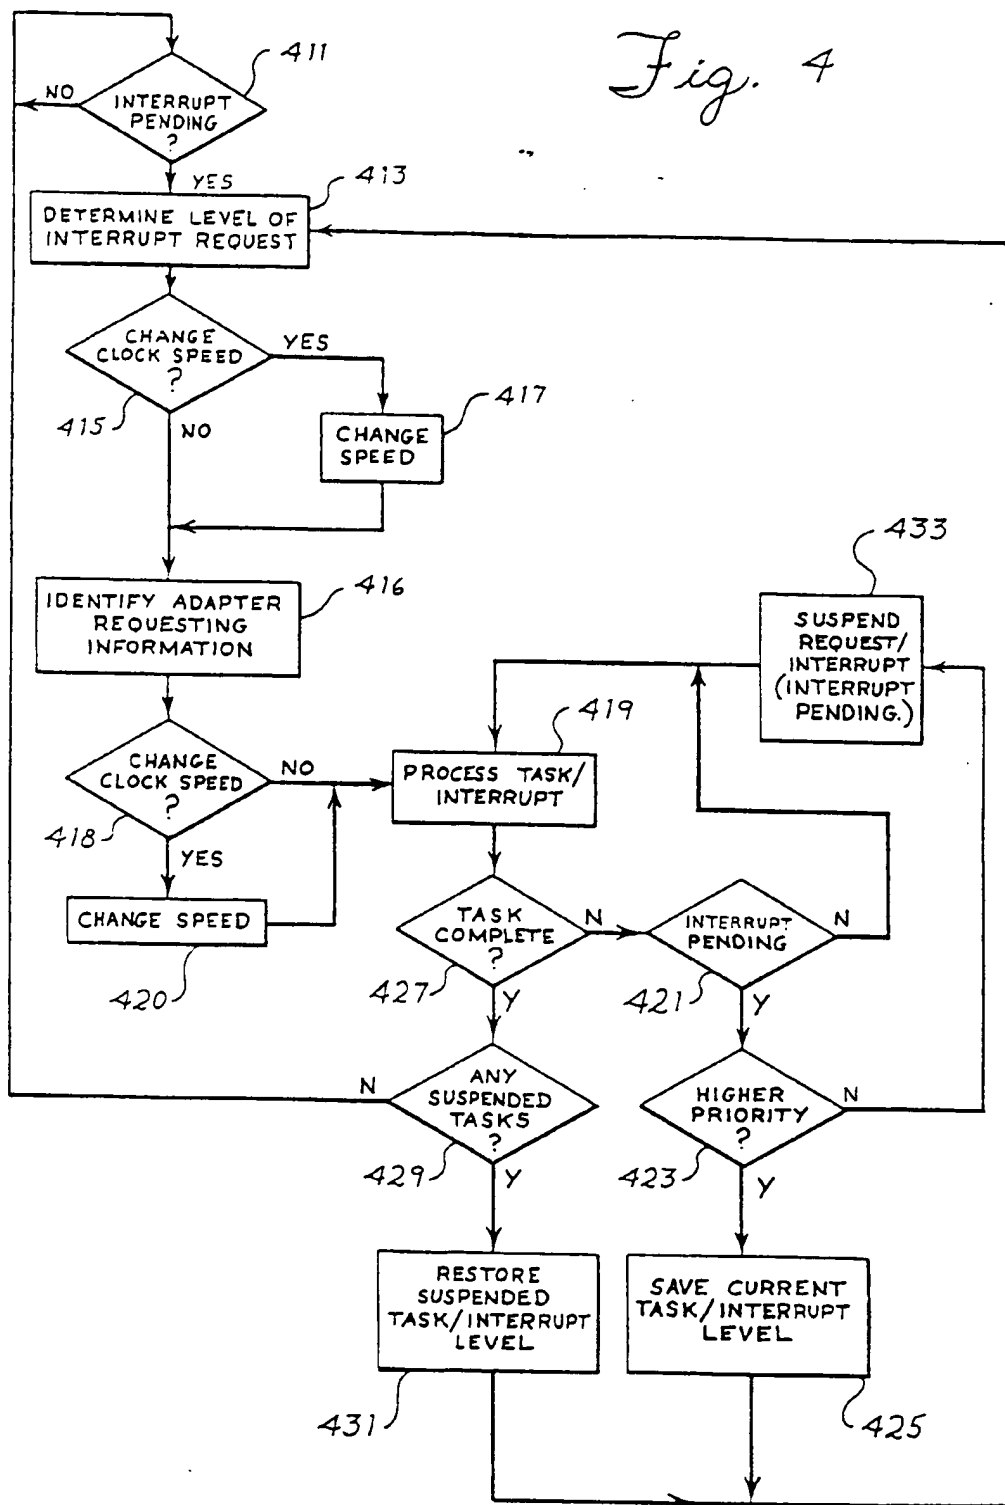 Fig. 4
411
NO
INTERRUPT
PENDING
?
YES
413
DETERMINE LEVEL OF
INTERRUPT REQUEST
CHANGE
CLOCK SPEED
?
YES
415
NO
417
CHANGE
SPEED
416
IDENTIFY ADAPTER
REQUESTING
INFORMATION
433
SUSPEND
REQUEST/
INTERRUPT
(INTERRUPT
PENDING.)
CHANGE
CLOCK SPEED
?
NO
418
YES
419
PROCESS TASK/
INTERRUPT
CHANGE SPEED
420
TASK
COMPLETE
?
N
427
Y
INTERRUPT
PENDING
N
421
Y
ANY
SUSPENDED
TASKS
?
N
429
Y
HIGHER
PRIORITY
?
N
423
Y
RESTORE
SUSPENDED
TASK/INTERRUPT
LEVEL
431
SAVE CURRENT
TASK/INTERRUPT
LEVEL
425